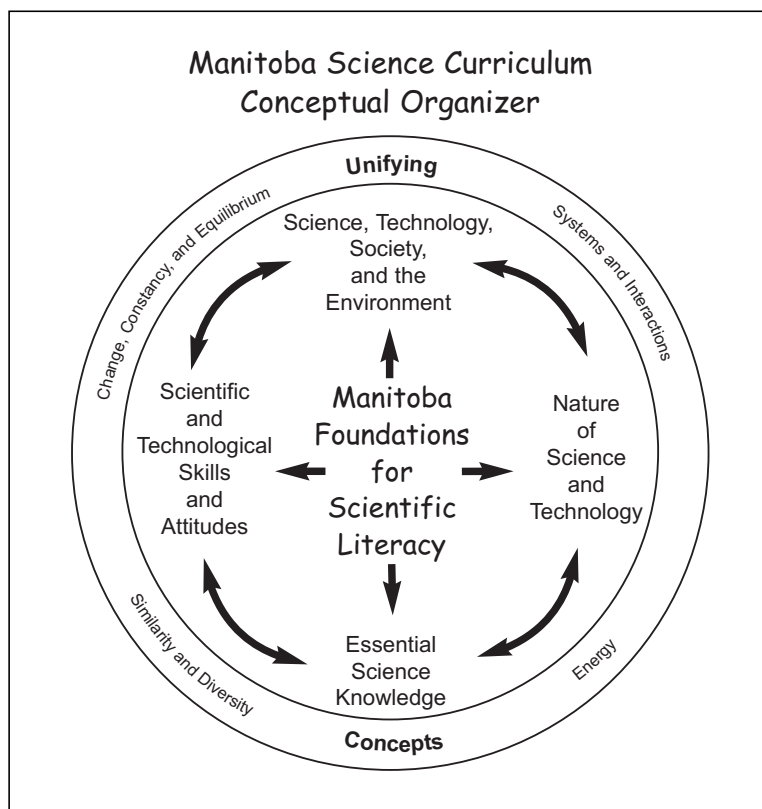 Manitoba Science Curriculum
Conceptual Organizer
Unifying
Change, Constancy, and Equilibrium
Systems and Interactions
Science, Technology,
Society,
and the
Environment
Scientific
and
Technological
Skills
and
Attitudes
Manitoba
Foundations
for
Scientific
Literacy
Nature
of
Science
and
Technology
Essential
Science
Knowledge
Similarity and Diversity
Energy
Concepts